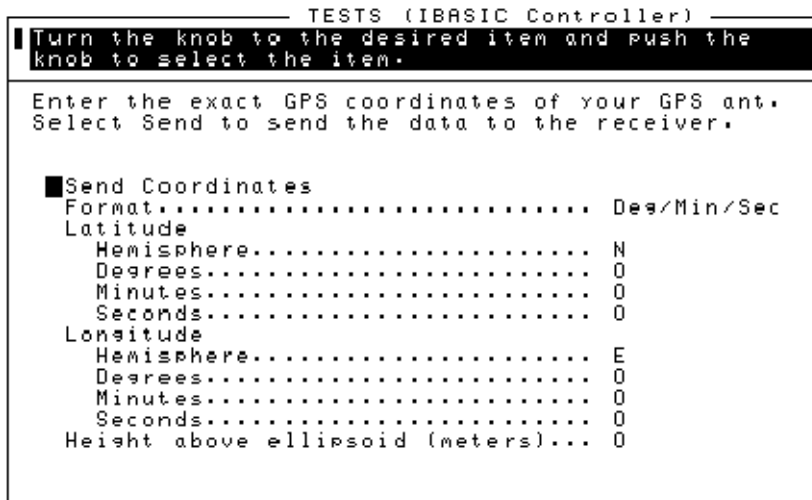 TESTS (IBASIC Controller)
Turn the knob to the desired item and push the
knob to select the item.
Enter the exact GPS coordinates of your GPS ant.
Select Send to send the data to the receiver.
Send Coordinates
Format............................ Deg/Min/Sec
Latitude
Hemisphere...................... N
Degrees......................... 0
Minutes......................... 0
Seconds......................... 0
Longitude
Hemisphere...................... E
Degrees......................... 0
Minutes......................... 0
Seconds......................... 0
Height above ellipsoid (meters)... 0